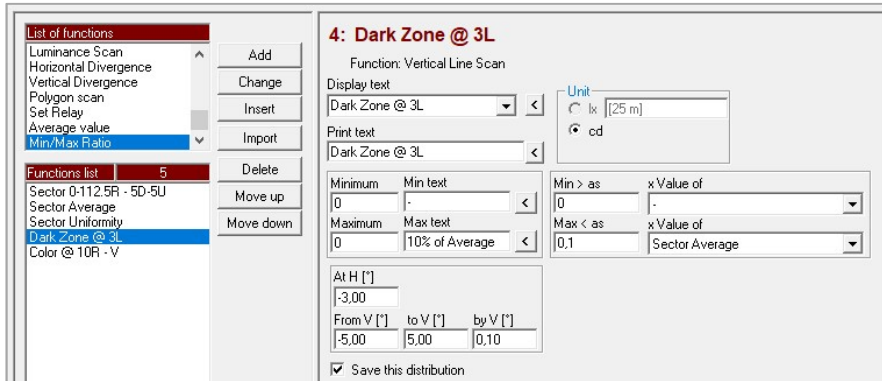 List of functions
Luminance Scan
Horizontal Divergence
Vertical Divergence
Polygon scan
Set Relay
Average value
Min/Max Ratio
Functions list 5
Sector 0-112.5R - 5D-5U
Sector Average
Sector Uniformity
Dark Zone @ 3L
Color @ 10R - V
Add
Change
Insert
Import
Delete
Move up
Move down
4: Dark Zone @ 3L
Function: Vertical Line Scan
Display text
Dark Zone @ 3L <
Print text
Dark Zone @ 3L <
Unit
lx [25 m]
cd
Minimum Min text
0 - <
Maximum Max text
0 10% of Average <
Min > as x Value of
0 -
Max < as x Value of
0,1 Sector Average
At H [°]
-3,00
From V [°] to V [°] by V [°]
-5,00 5,00 0,10
Save this distribution